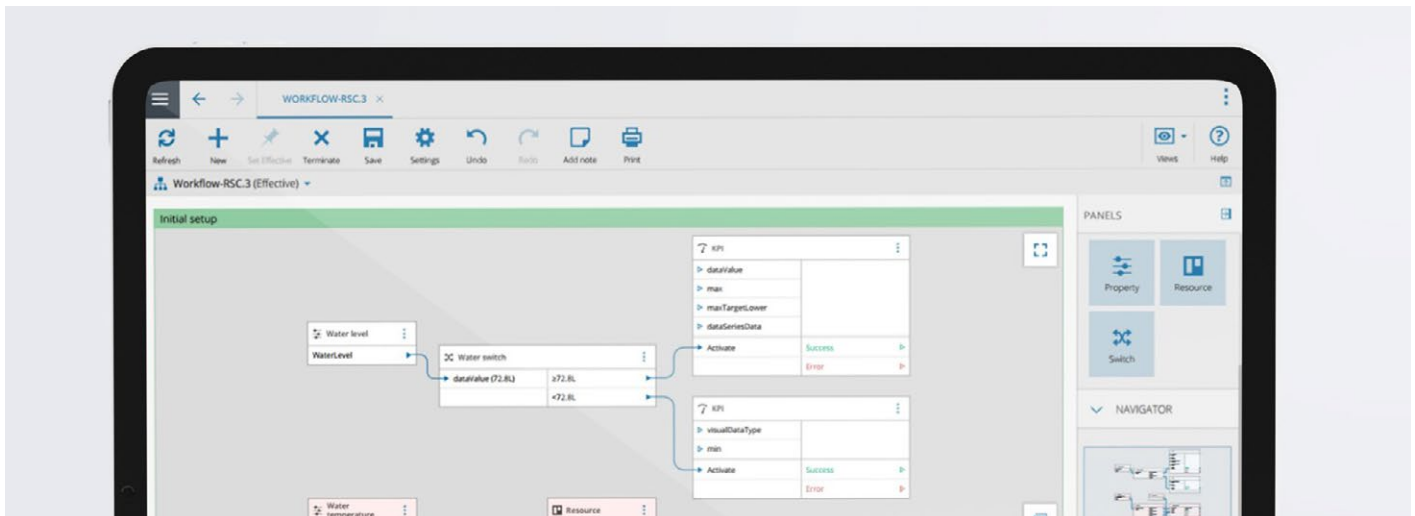 WORKFLOW-RSC.3
Refresh New Set Effective Terminate Save Settings Undo Redo Add note Print Views Help
Workflow-RSC.3 (Effective)
Initial setup
PANELS
KPI
dataValue
Property Resource
max
maxTargetLower
dataSeriesData
Water level
WaterLevel
Activate Success
Water switch
Switch
Error
dataValue (72.8L) ≥72.8L
<72.8L
KPI
NAVIGATOR
visualDataType
min
Activate Success
Error
Water
temperature
Resource